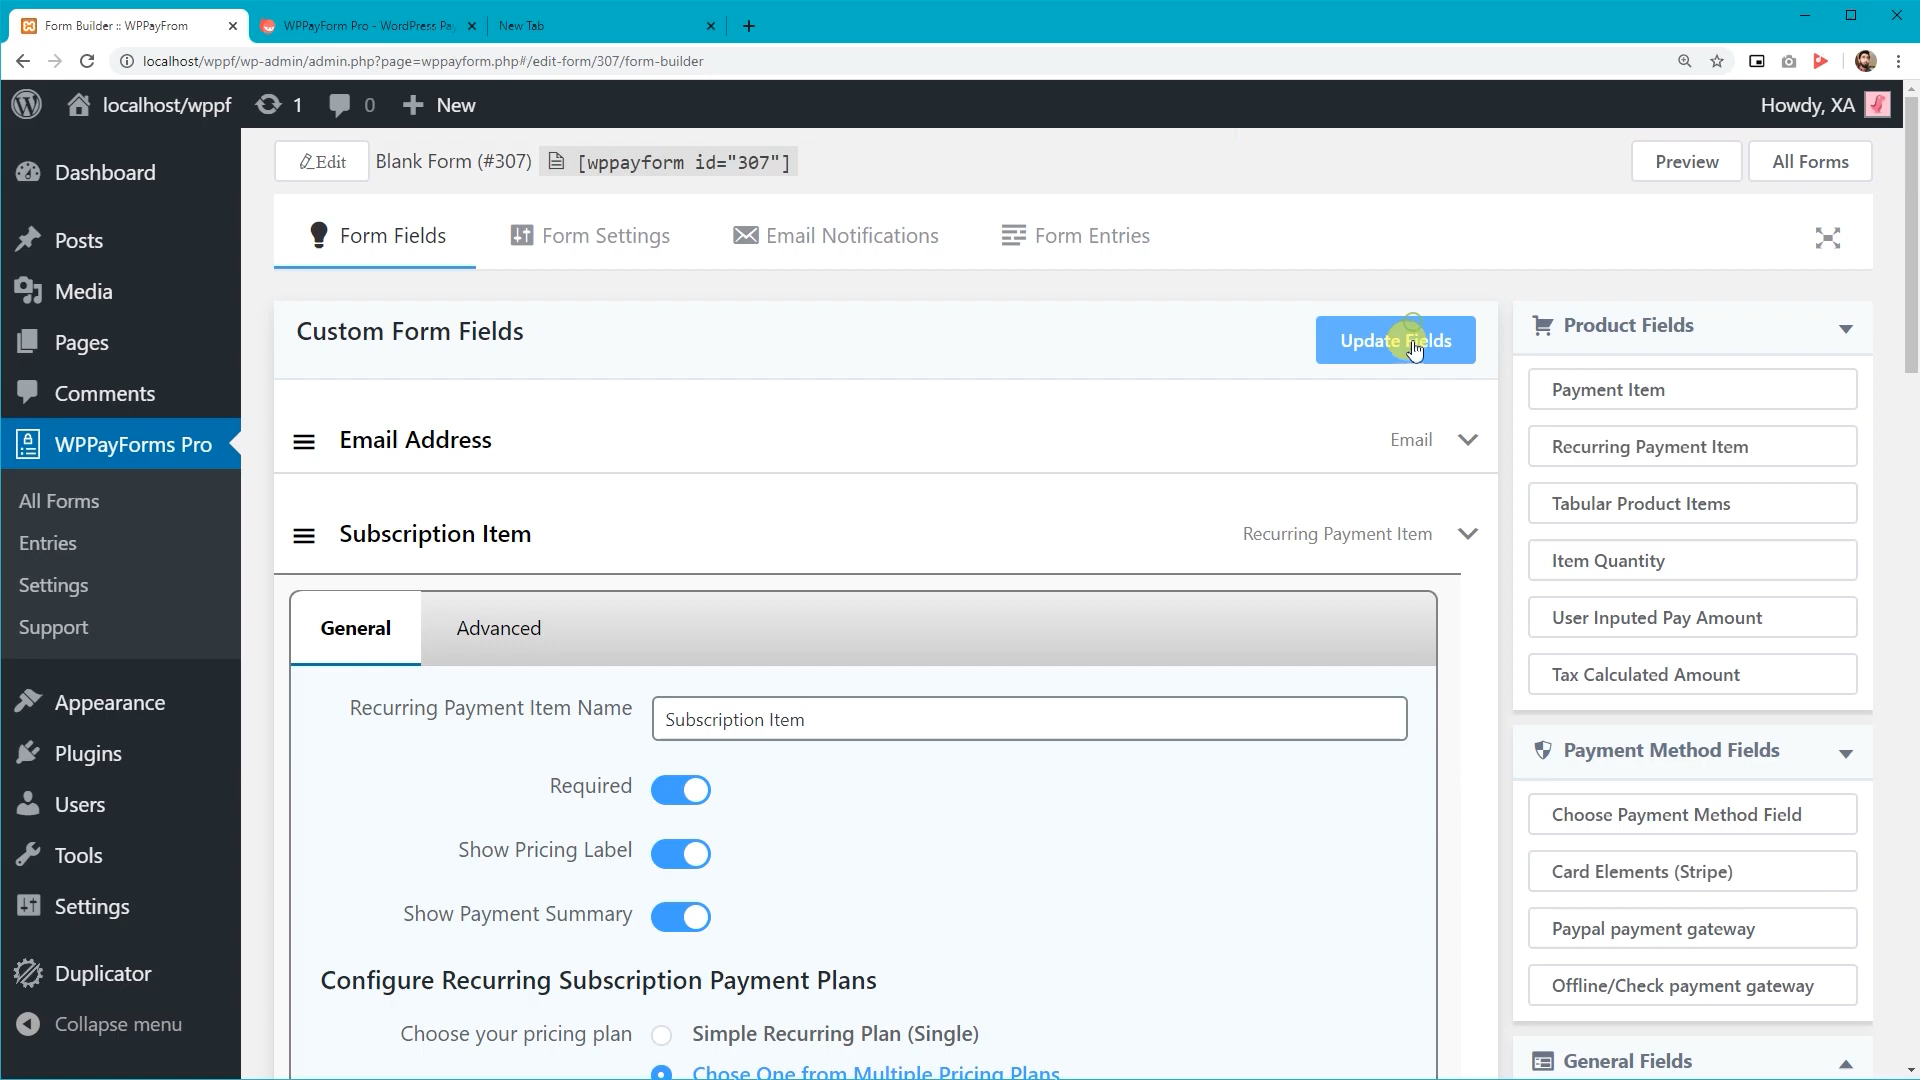 Form Builder :: WPPayFrom
WPPayForm Pro - WordPress Pay
New Tab
localhost/wppf/wp-admin/admin.php?page=wppayform.php#/edit-form/307/form-builder
localhost/wppf
1
0
New
Howdy, XA
Dashboard
Posts
Media
Pages
Comments
WPPayForms Pro
All Forms
Entries
Settings
Support
Appearance
Plugins
Users
Tools
Settings
Duplicator
Collapse menu
Edit
Blank Form (#307)
[wppayform id="307"]
Preview
All Forms
Form Fields
Form Settings
Email Notifications
Form Entries
Custom Form Fields
Update Fields
Email Address
Email
Subscription Item
Recurring Payment Item
General
Advanced
Recurring Payment Item Name
Subscription Item
Required
Show Pricing Label
Show Payment Summary
Configure Recurring Subscription Payment Plans
Choose your pricing plan
Simple Recurring Plan (Single)
Chose One from Multiple Pricing Plans
Product Fields
Payment Item
Recurring Payment Item
Tabular Product Items
Item Quantity
User Inputed Pay Amount
Tax Calculated Amount
Payment Method Fields
Choose Payment Method Field
Card Elements (Stripe)
Paypal payment gateway
Offline/Check payment gateway
General Fields